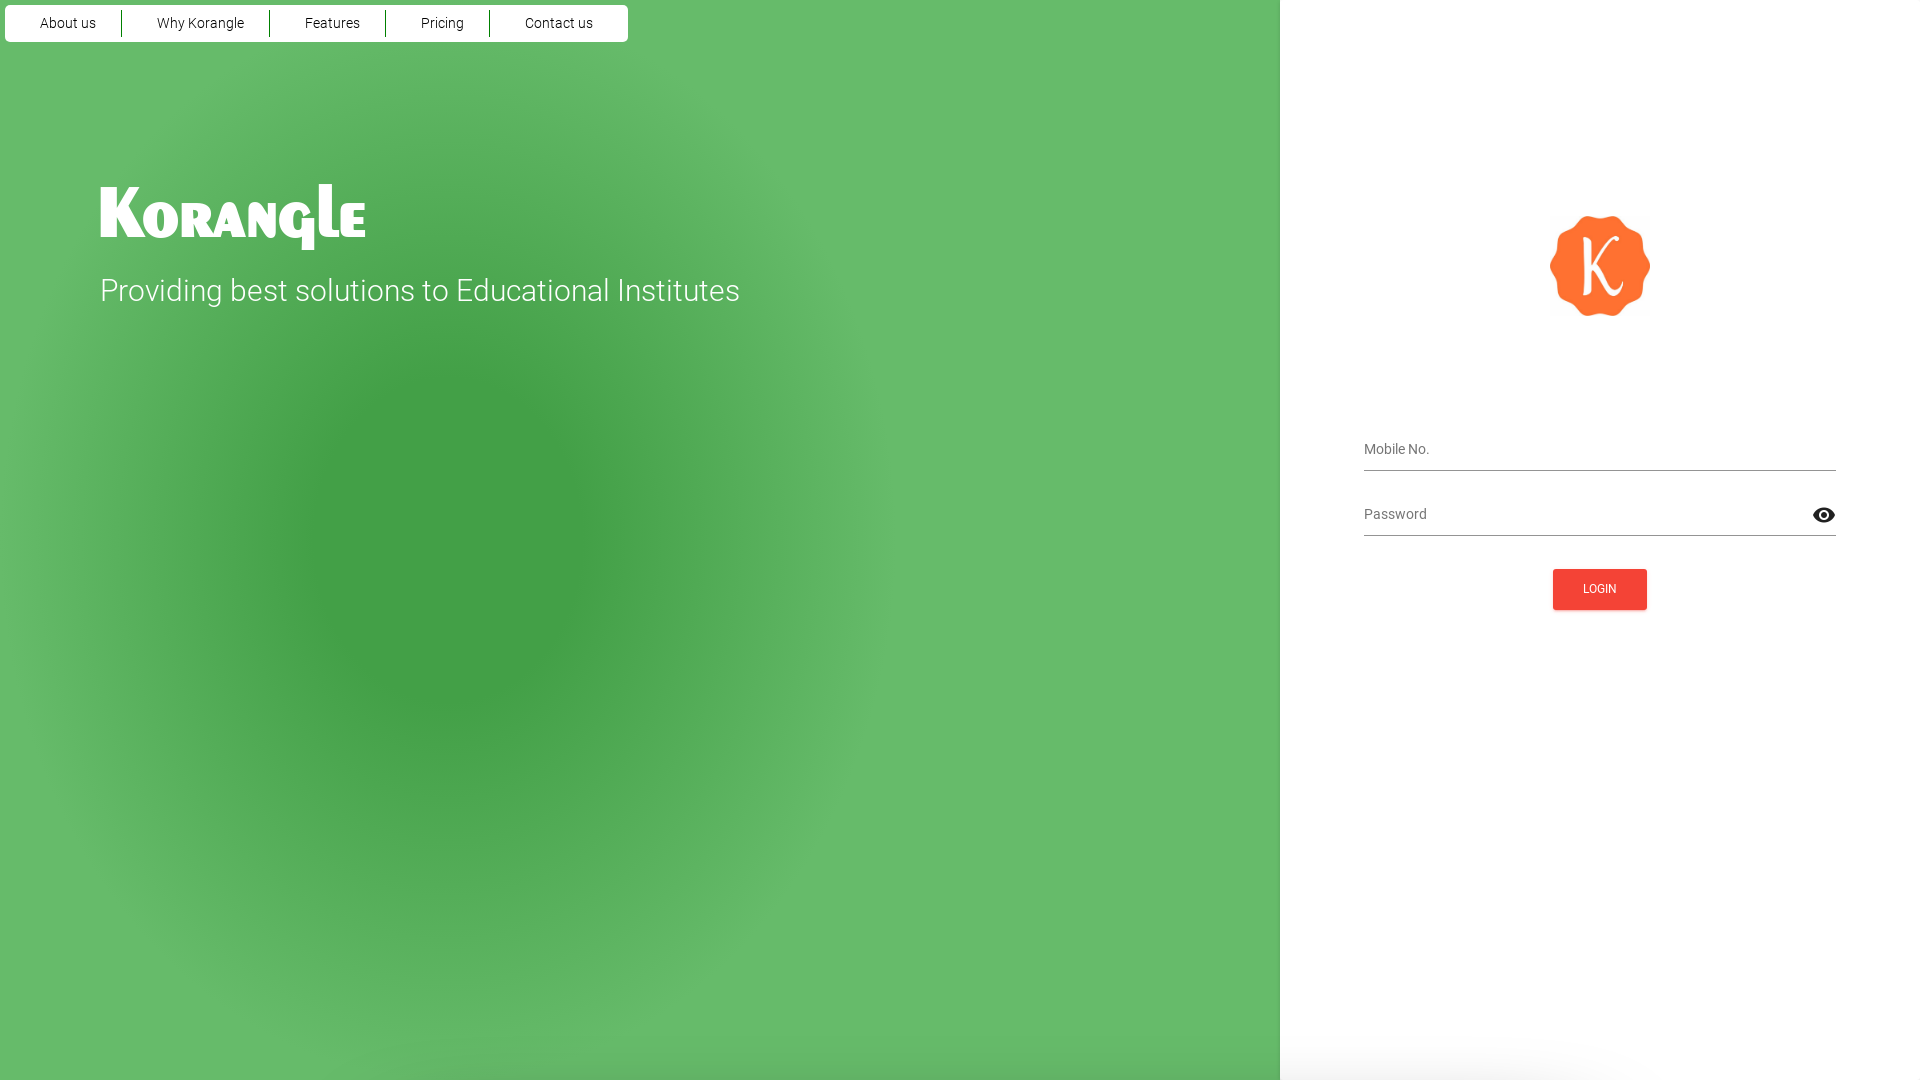 About us
Why Korangle
Features
Pricing
Contact us
Korangle
Providing best solutions to Educational Institutes
K
Mobile No.
Password
LOGIN